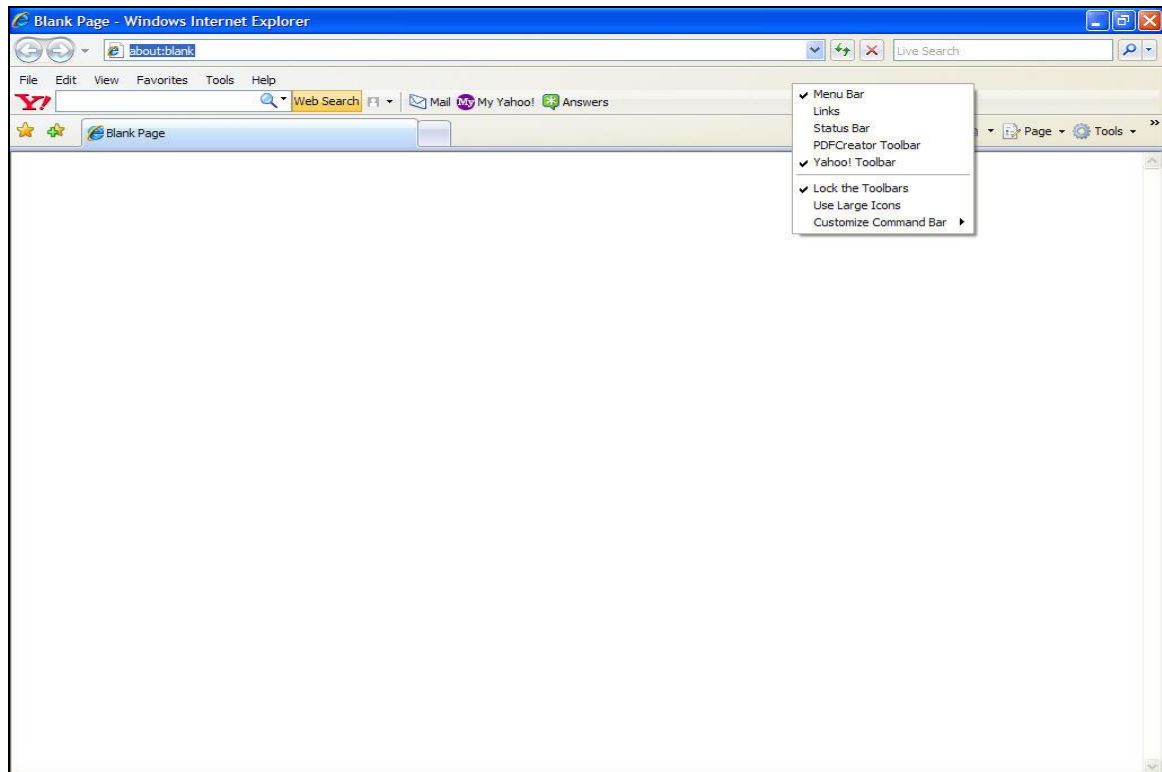 Blank Page - Windows Internet Explorer
about:blank
Live Search
File Edit View Favorites Tools Help
Y! Web Search Mail My My Yahoo! Answers
Blank Page
Page Tools »
Menu Bar
Links
Status Bar
PDFCreator Toolbar
Yahoo! Toolbar
Lock the Toolbars
Use Large Icons
Customize Command Bar